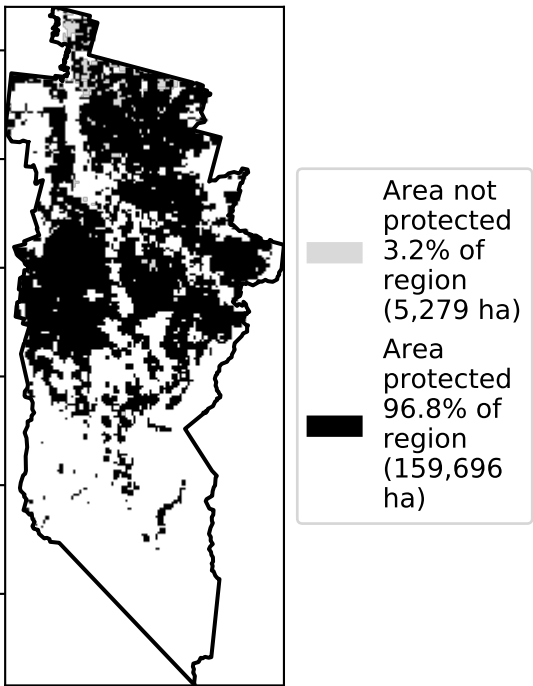 Area not
protected
3.2% of
region
(5,279 ha)
Area
protected
96.8% of
region
(159,696
ha)